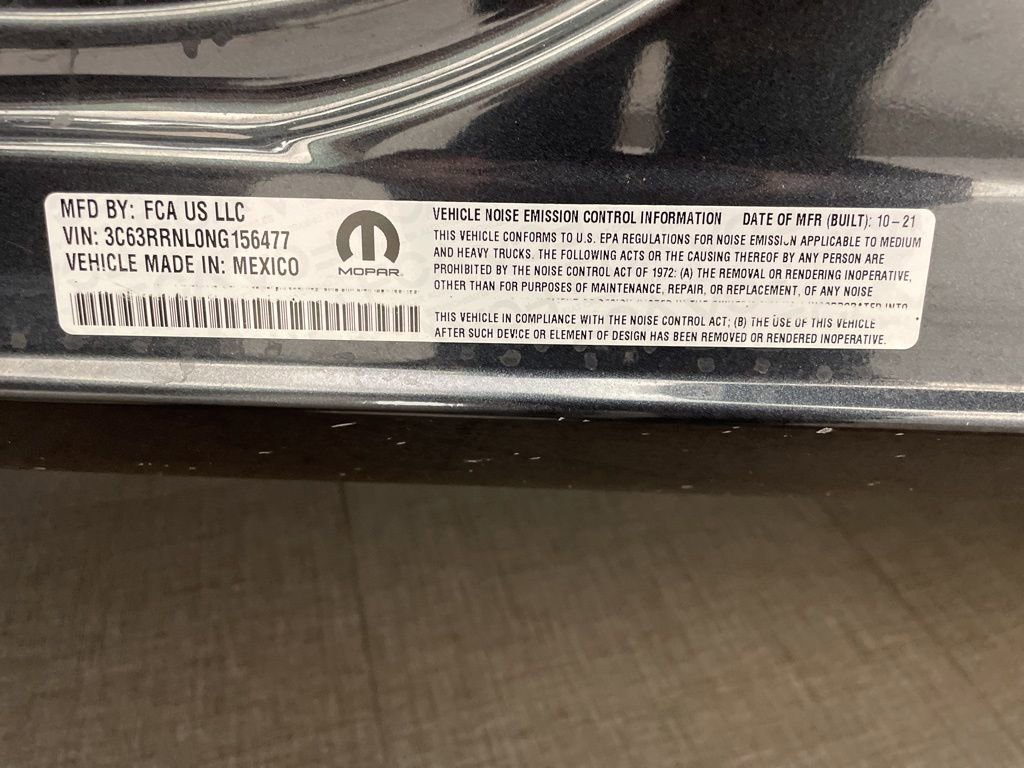 MFD BY: FCA US LLC
VIN: 3C63RRNL0NG156477
VEHICLE MADE IN: MEXICO
MOPAR
VEHICLE NOISE EMISSION CONTROL INFORMATION DATE OF MFR (BUILT): 10-21
THIS VEHICLE CONFORMS TO U.S. EPA REGULATIONS FOR NOISE EMISSION APPLICABLE TO MEDIUM
AND HEAVY TRUCKS. THE FOLLOWING ACTS OR THE CAUSING THEREOF BY ANY PERSON ARE
PROHIBITED BY THE NOISE CONTROL ACT OF 1972: (A) THE REMOVAL OR RENDERING INOPERATIVE,
OTHER THAN FOR PURPOSES OF MAINTENANCE, REPAIR, OR REPLACEMENT, OF ANY NOISE
INCORPORATED INTO
THIS VEHICLE IN COMPLIANCE WITH THE NOISE CONTROL ACT; (B) THE USE OF THIS VEHICLE
AFTER SUCH DEVICE OR ELEMENT OF DESIGN HAS BEEN REMOVED OR RENDERED INOPERATIVE.